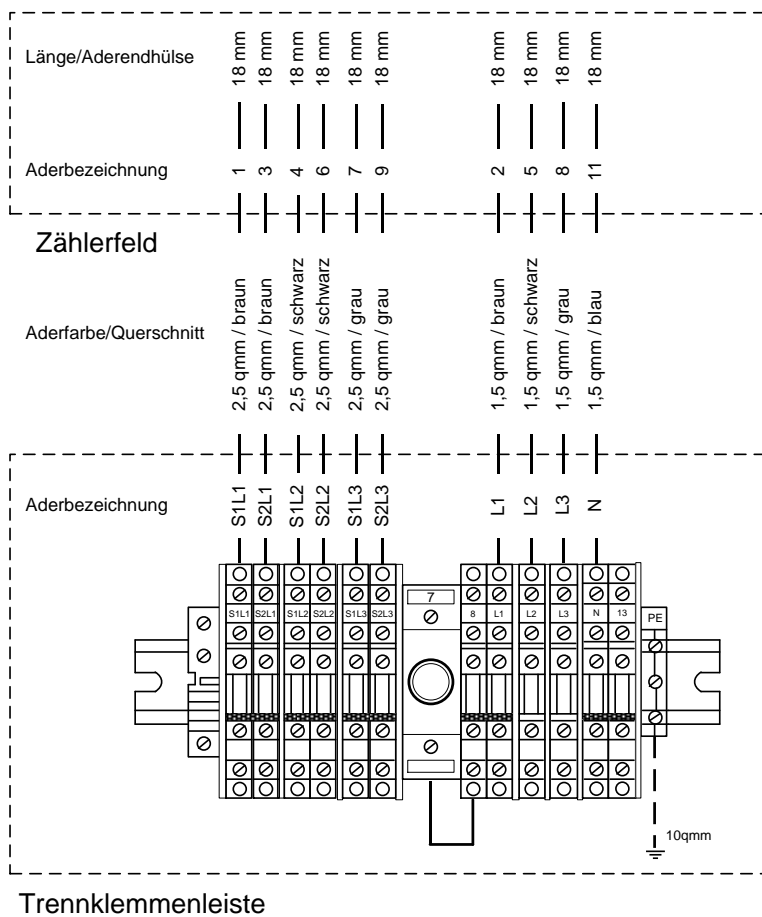 Länge/Aderendhülse 18 mm 18 mm 18 mm 18 mm 18 mm 18 mm 18 mm 18 mm 18 mm 18 mm
Aderbezeichnung 1 3 4 6 7 9 2 5 8 11
Zählerfeld
Aderfarbe/Querschnitt 2,5 qmm / braun 2,5 qmm / braun 2,5 qmm / schwarz 2,5 qmm / schwarz 2,5 qmm / grau 2,5 qmm / grau 1,5 qmm / braun 1,5 qmm / schwarz 1,5 qmm / grau 1,5 qmm / blau
Aderbezeichnung S1L1 S2L1 S1L2 S2L2 S1L3 S2L3 L1 L2 L3 N
7
S1L1 S2L1 S1L2 S2L2 S1L3 S2L3 8 L1 L2 L3 N 13 PE
10qmm
Trennklemmenleiste